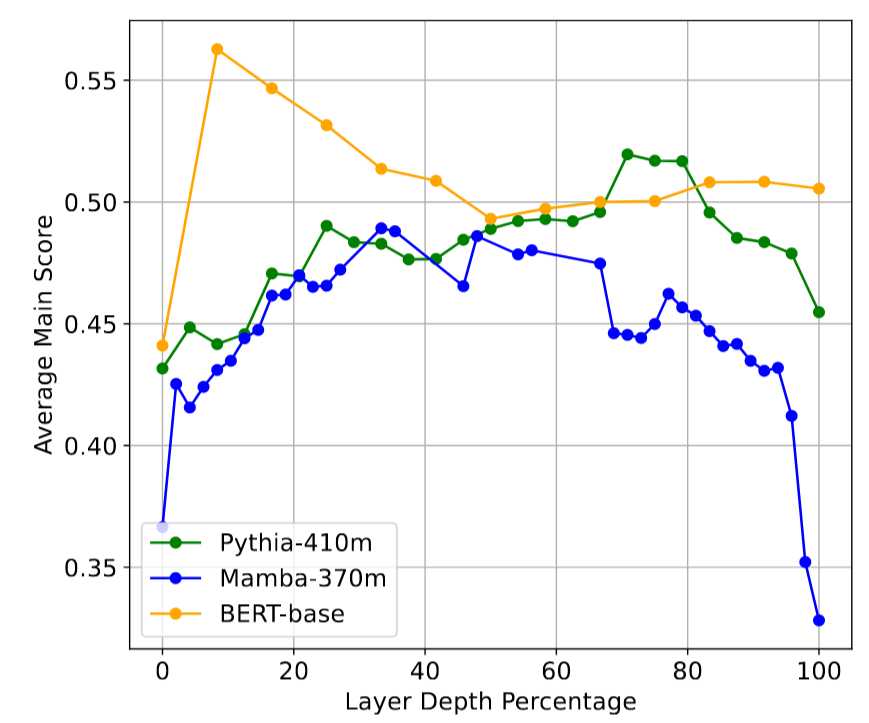 0.55
0.50
0.45
0.40
0.35
Average Main Score
Pythia-410m
Mamba-370m
BERT-base
0 20 40 60 80 100
Layer Depth Percentage